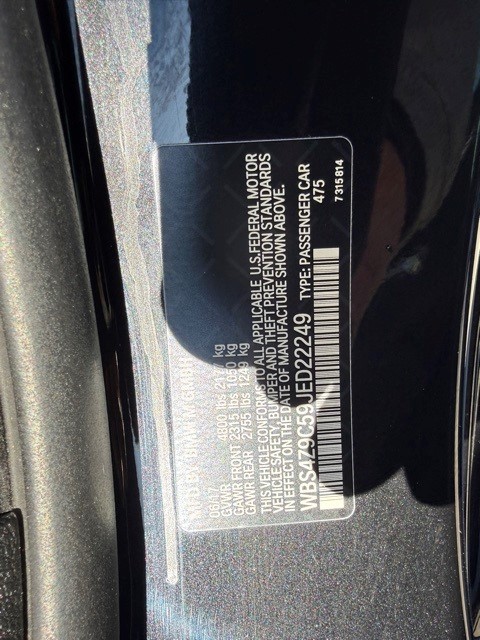 MFD BY BMW M GMBH
06/17
GVWR 4800 lbs 2177 kg
GAWR FRONT 2315 lbs 1050 kg
GAWR REAR 2755 lbs 1249 kg
THIS VEHICLE CONFORMS TO ALL APPLICABLE U.S.FEDERAL MOTOR
VEHICLE SAFETY, BUMPER AND THEFT PREVENTION STANDARDS
IN EFFECT ON THE DATE OF MANUFACTURE SHOWN ABOVE.
WBS4Z9C59JED22249 TYPE: PASSENGER CAR
475
7 315 814